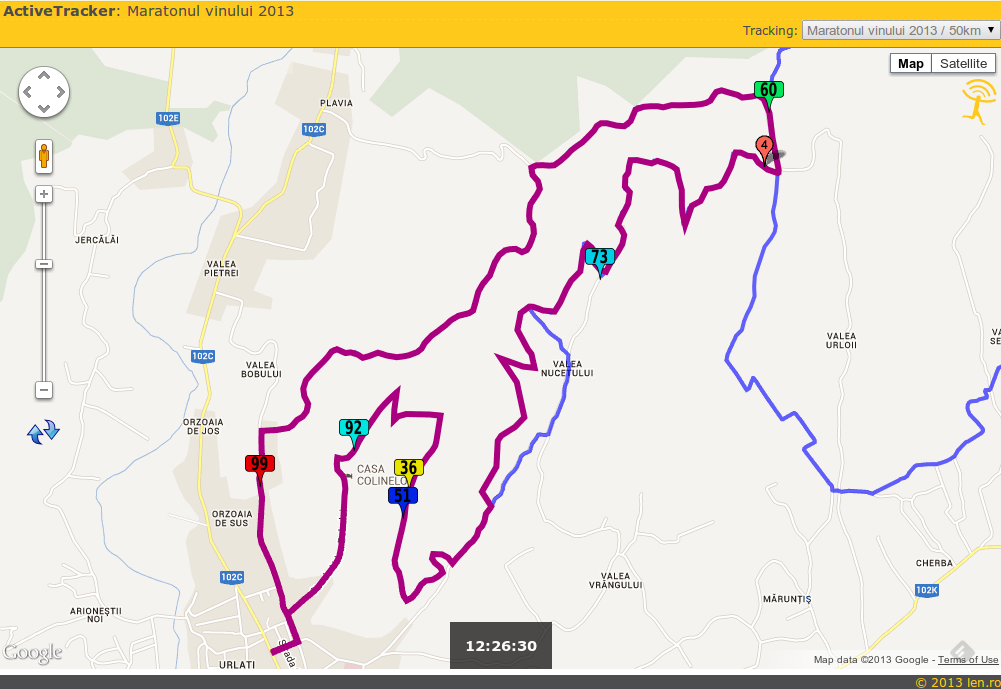 ActiveTracker: Maratonul vinului 2013
Tracking: Maratonul vinului 2013 / 50km
Map Satellite
60
PLAVIA
102E
102C
4
JERCĂLĂI
VALEA
PIETREI
73
102C
VALEA
BOBULUI
VALEA
NUCETULUI
VALEA
URLOII
VA
SE
ORZOAIA
DE JOS
92
99
CASA
COLINELO
36
51
ORZOAIA
DE SUS
102C
VALEA
VRÂNGULUI
CHERBA
102K
MĂRUNȚIȘ
ARIONEȘTII
NOI
Strada
URLATI
12:26:30
Google
Map data ©2013 Google - Terms of Use
© 2013 len.ro